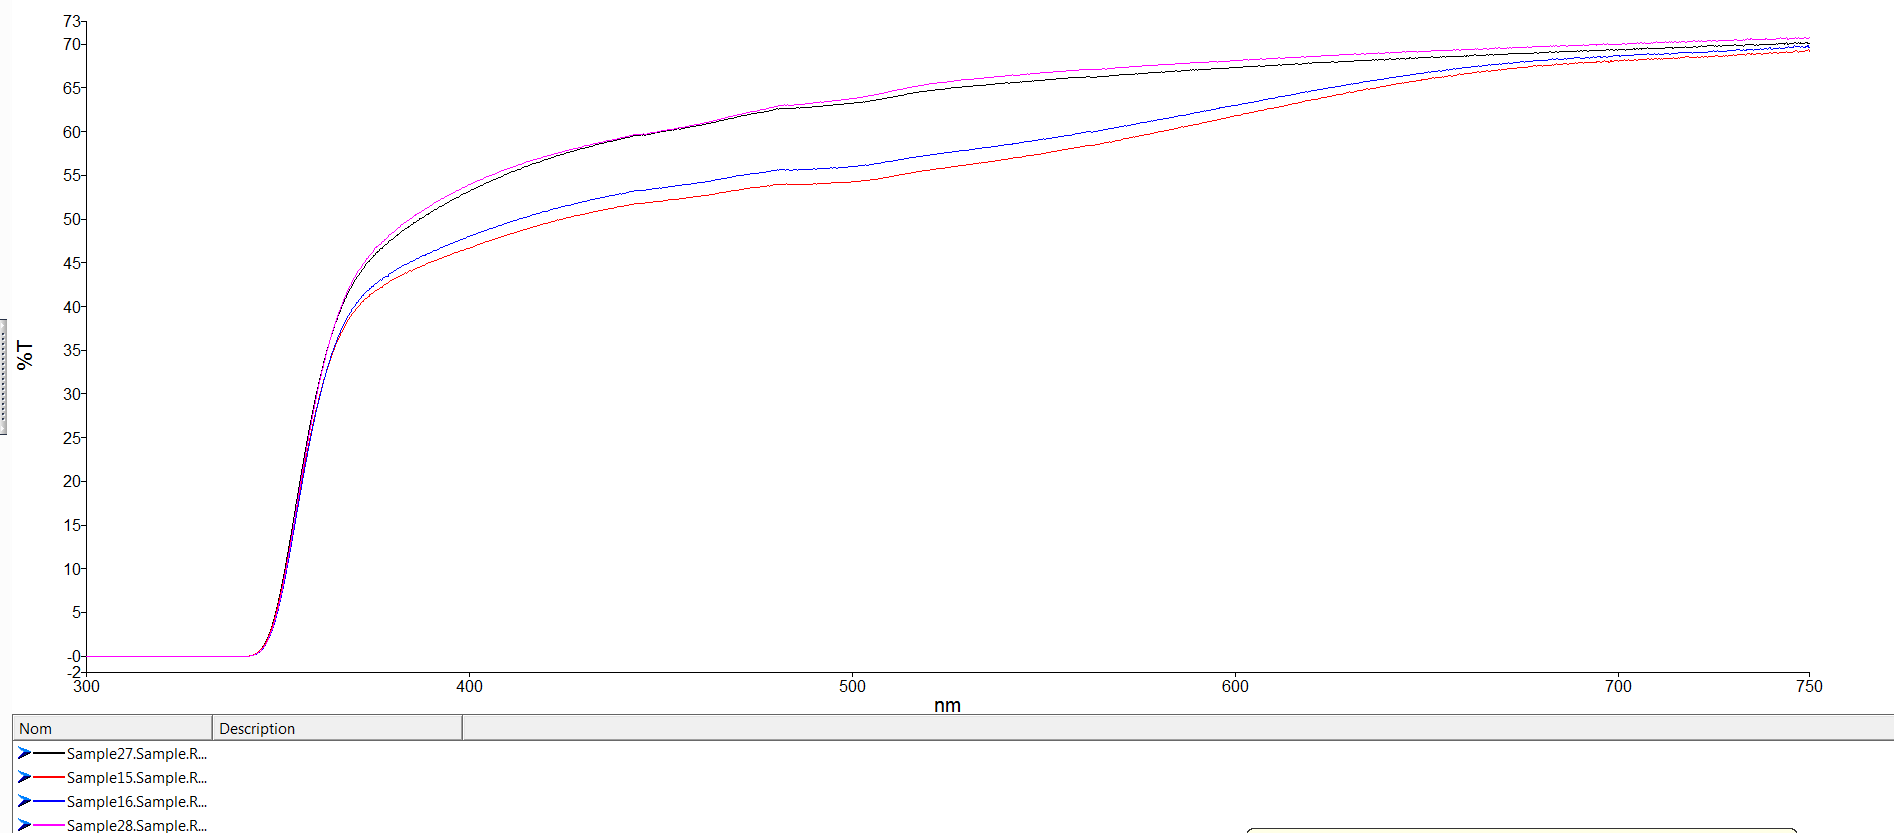 73
70
65
60
55
50
45
40
35
30
25
20
15
10
5
-0
-2
%T
300 400 500 600 700 750
nm
Nom Description
Sample27.Sample.R...
Sample15.Sample.R...
Sample16.Sample.R...
Sample28.Sample.R...